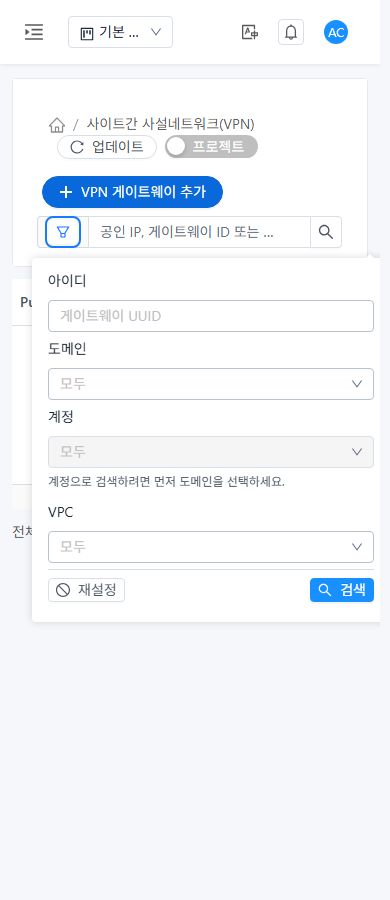 기본 ...
AC
/ 사이트간 사설네트워크(VPN)
업데이트
프로젝트
VPN 게이트웨이 추가
공인 IP, 게이트웨이 ID 또는 ...
아이디
Pu
게이트웨이 UUID
도메인
모두
계정
모두
계정으로 검색하려면 먼저 도메인을 선택하세요.
VPC
전체
모두
재설정
검색